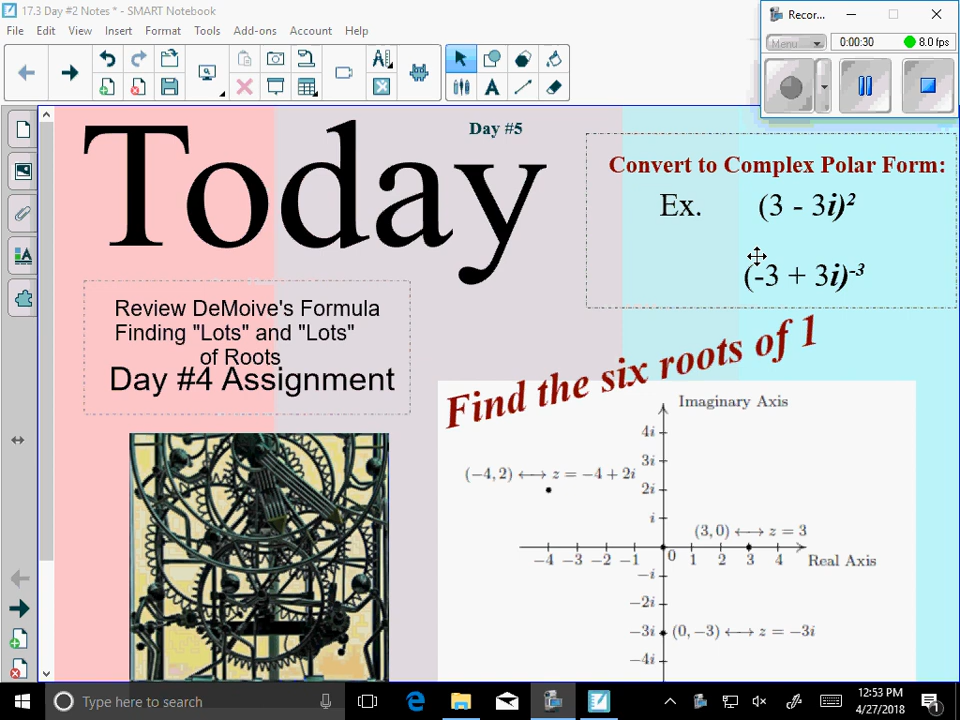 17.3 Day #2 Notes * - SMART Notebook
File Edit View Insert Format Tools Add-ons Account Help
Recor...
Menu
0:00:30
8.0 fps
Today
Day #5
Convert to Complex Polar Form:
Ex. (3 - 3i)²
(-3 + 3i)⁻³
Review DeMoive's Formula
Finding "Lots" and "Lots"
of Roots
Day #4 Assignment
Find the six roots of 1
Imaginary Axis
4i
3i
(−4, 2) ⟷ z = −4 + 2i
2i
i
(3, 0) ⟷ z = 3
−4 −3 −2 −1 0 1 2 3 4 Real Axis
−i
−2i
−3i (0, −3) ⟷ z = −3i
−4i
Type here to search
12:53 PM
4/27/2018
1